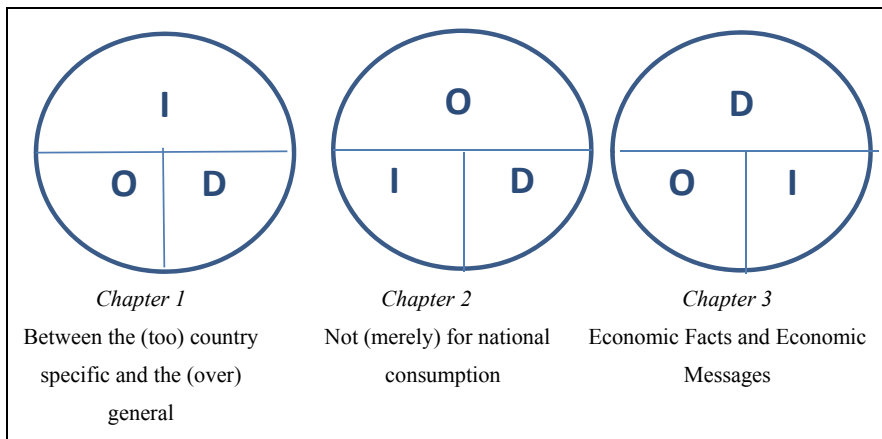 I
O D
Chapter 1
Between the (too) country
specific and the (over)
general
O
I D
Chapter 2
Not (merely) for national
consumption
D
O I
Chapter 3
Economic Facts and Economic
Messages